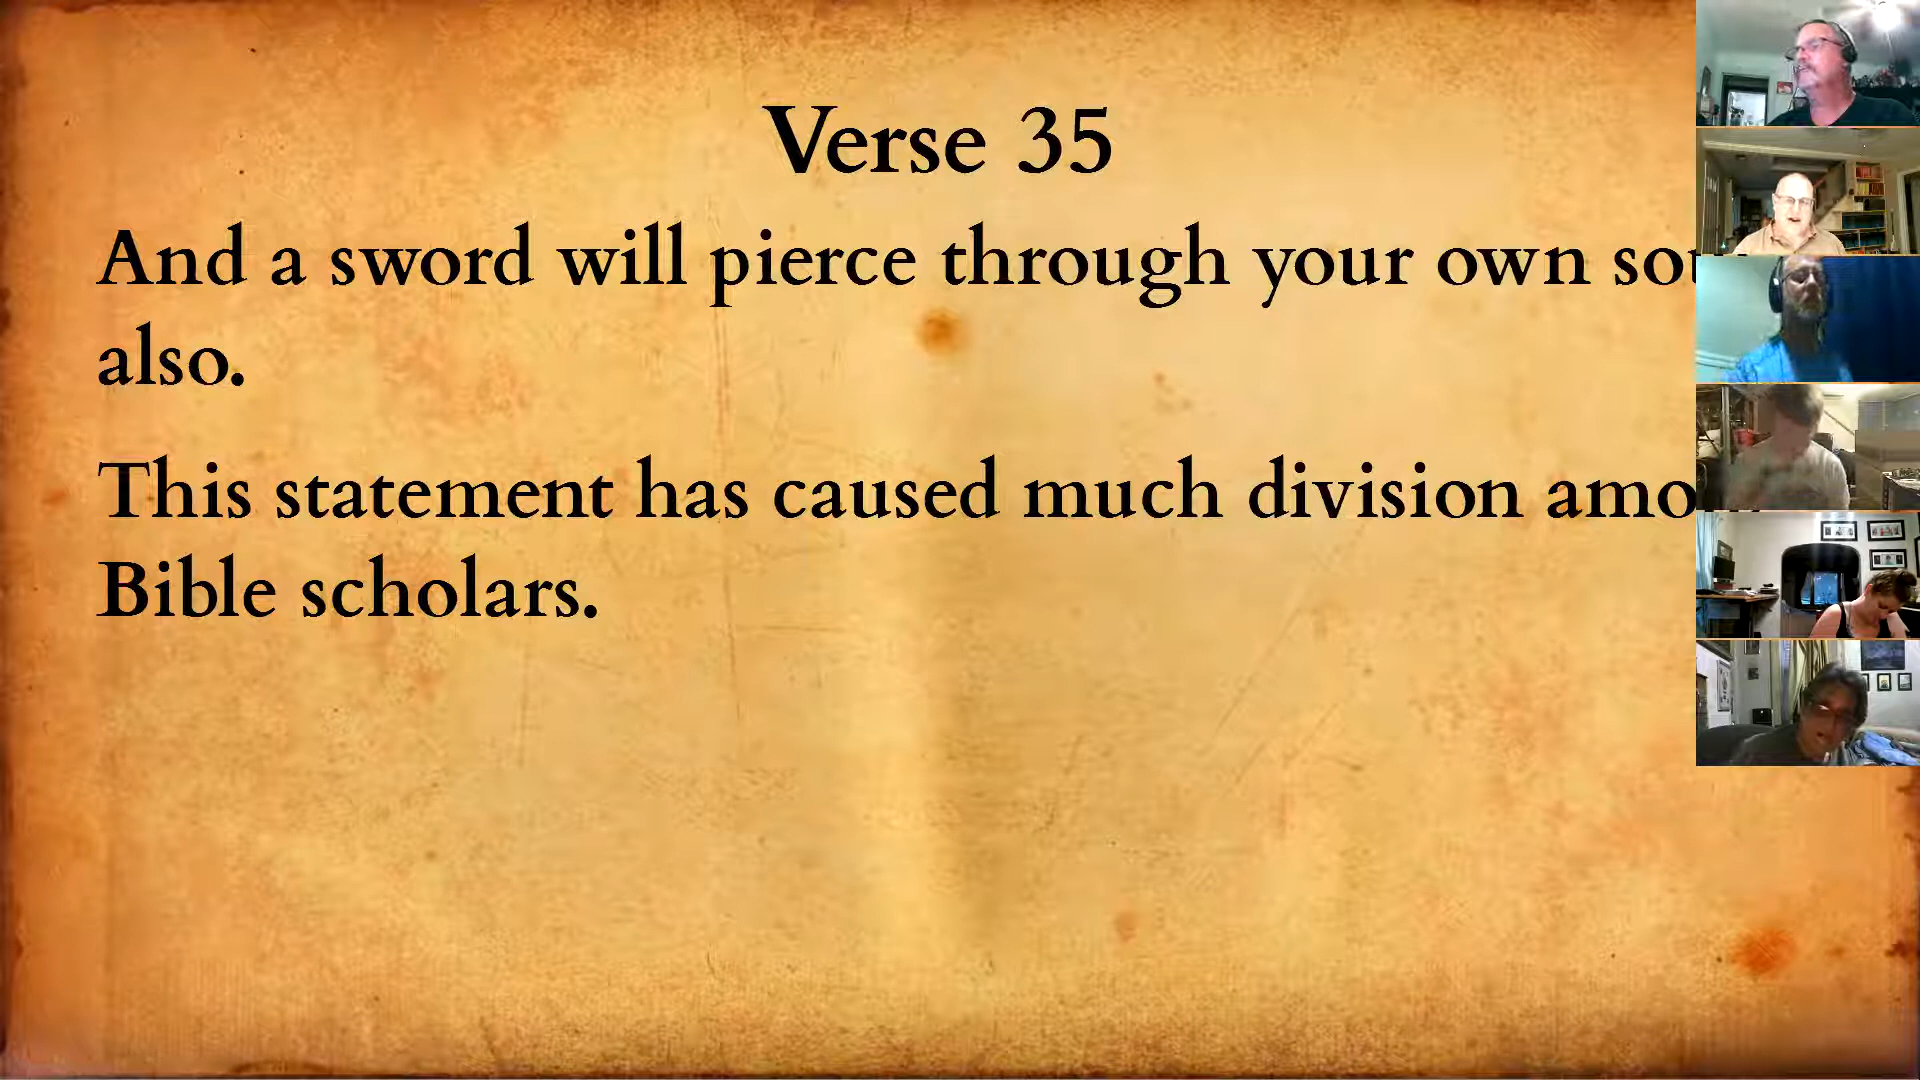 Verse 35
And a sword will pierce through your own
also.
This statement has caused much division
Bible scholars.